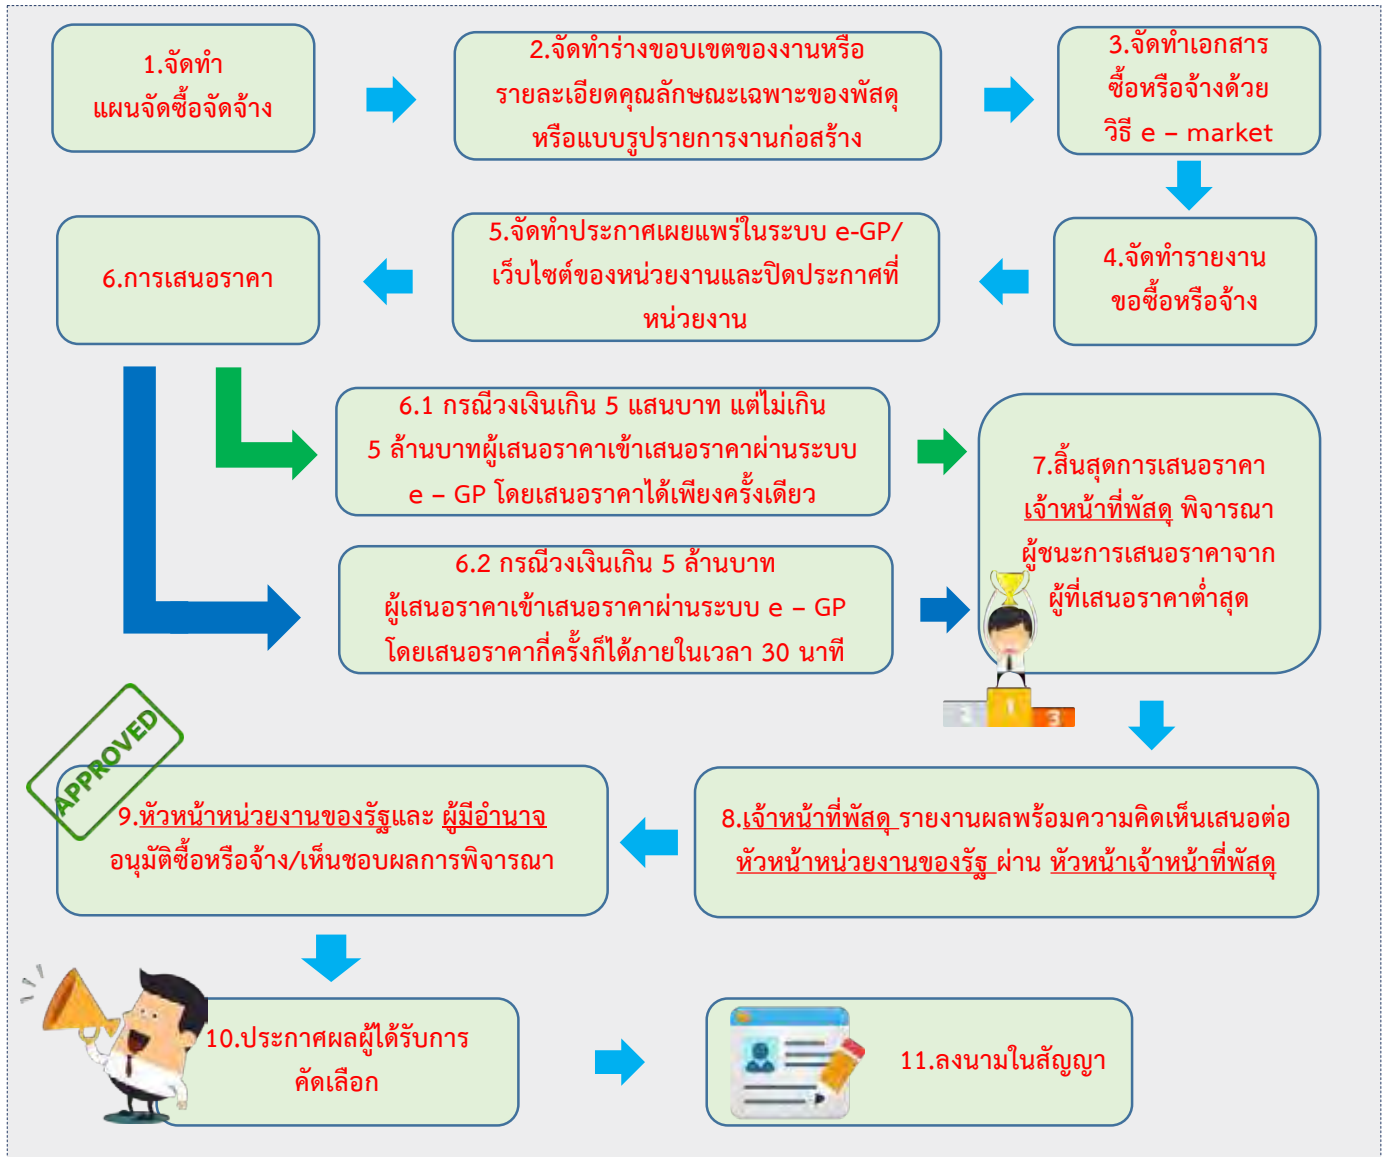 1.จัดทำ
แผนจัดซื้อจัดจ้าง
2.จัดทำร่างขอบเขตของงานหรือ
รายละเอียดคุณลักษณะเฉพาะของพัสดุ
หรือแบบรูปรายการงานก่อสร้าง
3.จัดทำเอกสาร
ซื้อหรือจ้างด้วย
วิธี e – market
4.จัดทำรายงาน
ขอซื้อหรือจ้าง
5.จัดทำประกาศเผยแพร่ในระบบ e-GP/
เว็บไซต์ของหน่วยงานและปิดประกาศที่
หน่วยงาน
6.การเสนอราคา
6.1 กรณีวงเงินเกิน 5 แสนบาท แต่ไม่เกิน
5 ล้านบาทผู้เสนอราคาเข้าเสนอราคาผ่านระบบ
e – GP โดยเสนอราคาได้เพียงครั้งเดียว
6.2 กรณีวงเงินเกิน 5 ล้านบาท
ผู้เสนอราคาเข้าเสนอราคาผ่านระบบ e – GP
โดยเสนอราคากี่ครั้งก็ได้ภายในเวลา 30 นาที
7.สิ้นสุดการเสนอราคา
เจ้าหน้าที่พัสดุ พิจารณา
ผู้ชนะการเสนอราคาจาก
ผู้ที่เสนอราคาต่ำสุด
2 1 3
8.เจ้าหน้าที่พัสดุ รายงานผลพร้อมความคิดเห็นเสนอต่อ
หัวหน้าหน่วยงานของรัฐ ผ่าน หัวหน้าเจ้าหน้าที่พัสดุ
APPROVED
9.หัวหน้าหน่วยงานของรัฐและ ผู้มีอำนาจ
อนุมัติซื้อหรือจ้าง/เห็นชอบผลการพิจารณา
10.ประกาศผลผู้ได้รับการ
คัดเลือก
11.ลงนามในสัญญา